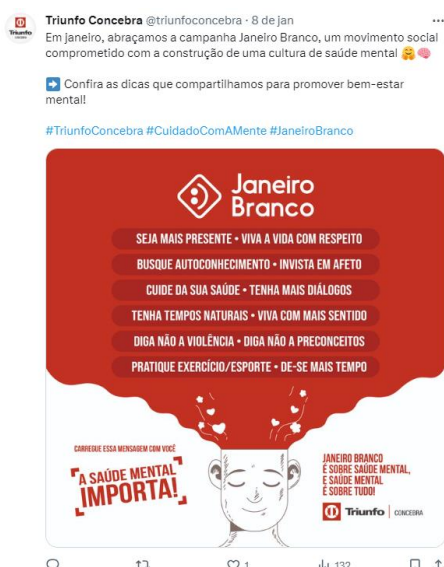 Triunfo Concebra @triunfoconcebra · 8 de jan
Em janeiro, abraçamos a campanha Janeiro Branco, um movimento social
comprometido com a construção de uma cultura de saúde mental 🤗🧠
➡️ Confira as dicas que compartilhamos para promover bem-estar
mental!
#TriunfoConcebra #CuidadoComAMente #JaneiroBranco
Janeiro
Branco
SEJA MAIS PRESENTE • VIVA A VIDA COM RESPEITO
BUSQUE AUTOCONHECIMENTO • INVISTA EM AFETO
CUIDE DA SUA SAÚDE • TENHA MAIS DIÁLOGOS
TENHA TEMPOS NATURAIS • VIVA COM MAIS SENTIDO
DIGA NÃO A VIOLÊNCIA • DIGA NÃO A PRECONCEITOS
PRATIQUE EXERCÍCIO/ESPORTE • DE-SE MAIS TEMPO
CARREGUE ESSA MENSAGEM COM VOCÊ
A SAÚDE MENTAL
IMPORTA!
JANEIRO BRANCO
É SOBRE SAÚDE MENTAL,
E SAÚDE MENTAL
É SOBRE TUDO!
Triunfo | CONCEBRA
1 132